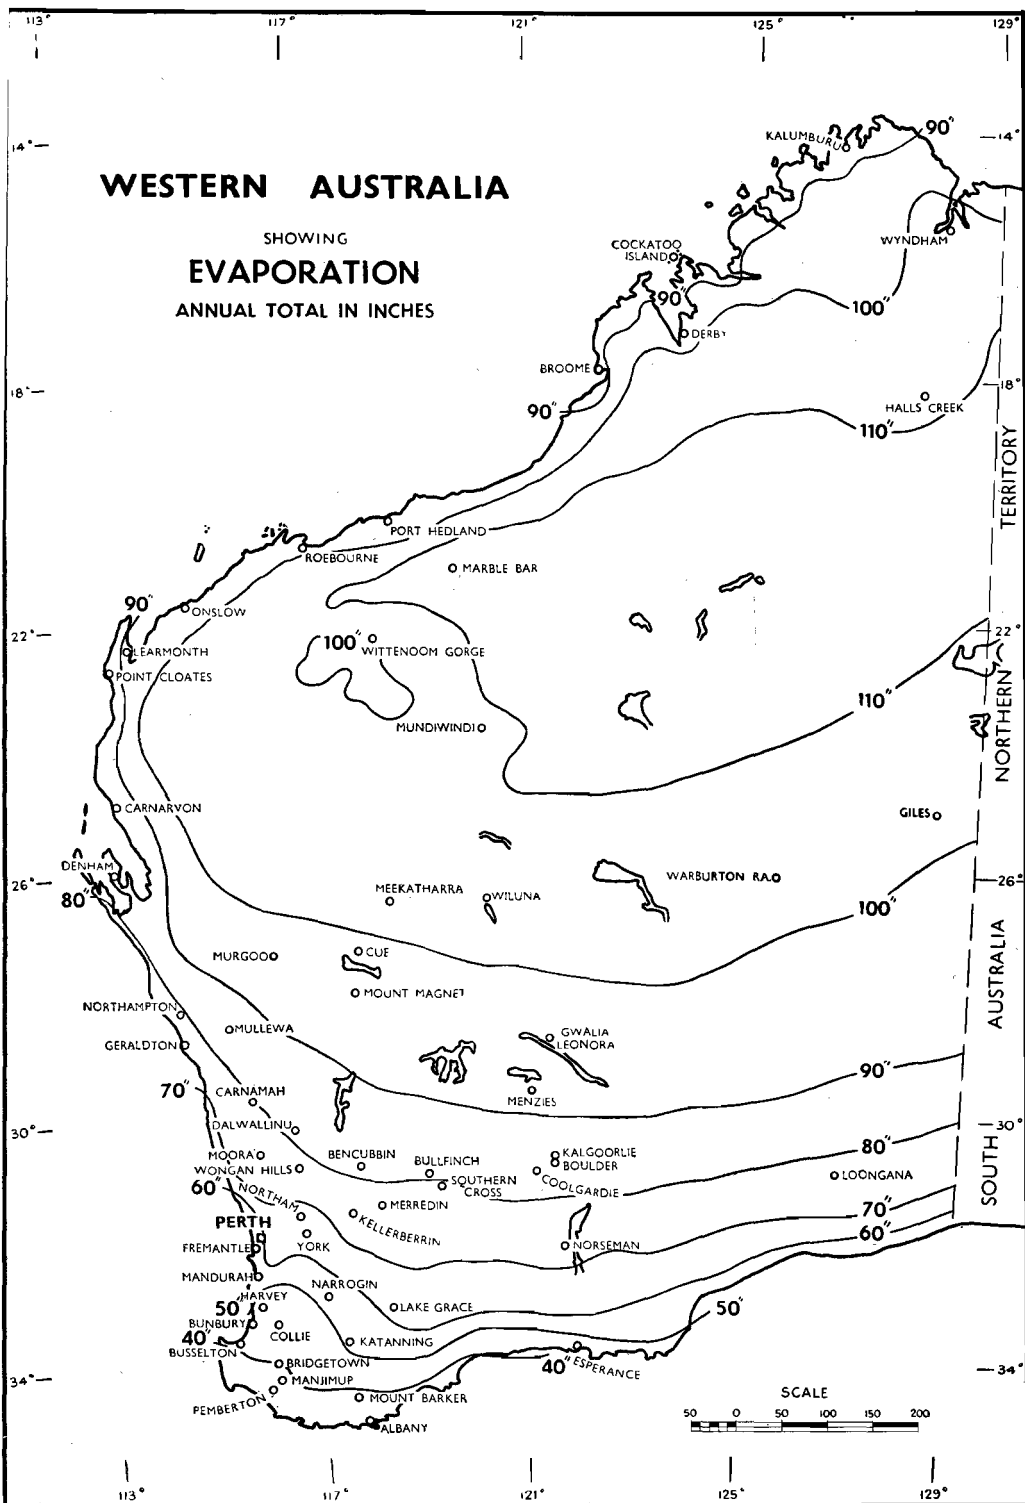 113° 117° 121° 125° 129°
14° 14°
KALUMBURU
90"
WESTERN AUSTRALIA
SHOWING
EVAPORATION
ANNUAL TOTAL IN INCHES
WYNDHAM
COCKATOO
ISLAND
90"
100"
DERBY
BROOME
18° 18°
90"
HALLS CREEK
110"
PORT HEDLAND
ROEBOURNE
MARBLE BAR
90"
ONSLOW
22° 22°
100"
WITTENOOM GORGE
LEARMONTH
POINT CLOATES
110"
MUNDIWINDI
NORTHERN TERRITORY
CARNARVON
GILES
DENHAM
26° 26°
80"
MEEKATHARRA
WILUNA
WARBURTON RA.
100"
MURGOO
CUE
MOUNT MAGNET
NORTHAMPTON
MULLEWA
GERALDTON
GWALIA
LEONORA
90"
70"
CARNAMAH
MENZIES
DALWALLINU
30° 30°
SOUTH AUSTRALIA
80"
MOORA
WONGAN HILLS
BENCUBBIN
BULLFINCH
SOUTHERN
CROSS
KALGOORLIE
BOULDER
COOLGARDIE
LOONGANA
60"
NORTHAM
MERREDIN
KELLERBERRIN
70"
60"
PERTH
YORK
FREMANTLE
NORSEMAN
MANDURAH
NARROGIN
HARVEY
50"
LAKE GRACE
50"
BUNBURY
COLLIE
KATANNING
40"
BUSSELTON
BRIDGETOWN
40"
ESPERANCE
34° 34°
MANJIMUP
PEMBERTON
MOUNT BARKER
ALBANY
SCALE
50 0 50 100 150 200
113° 117° 121° 125° 129°